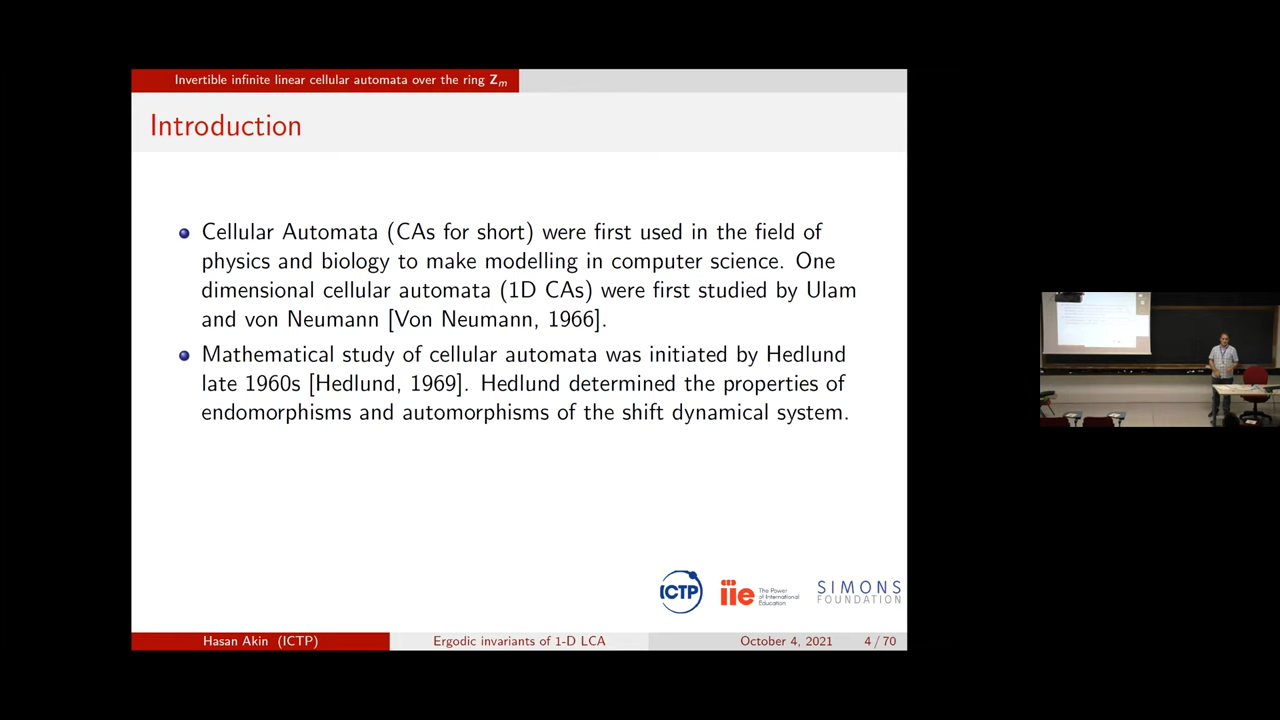 Invertible infinite linear cellular automata over the ring Zm
Introduction
Cellular Automata (CAs for short) were first used in the field of
physics and biology to make modelling in computer science. One
dimensional cellular automata (1D CAs) were first studied by Ulam
and von Neumann [Von Neumann, 1966].
Mathematical study of cellular automata was initiated by Hedlund
late 1960s [Hedlund, 1969]. Hedlund determined the properties of
endomorphisms and automorphisms of the shift dynamical system.
ICTP
iie
The Power
of International
Education
SIMONS
FOUNDATION
Hasan Akin (ICTP)
Ergodic invariants of 1-D LCA
October 4, 2021
4 / 70